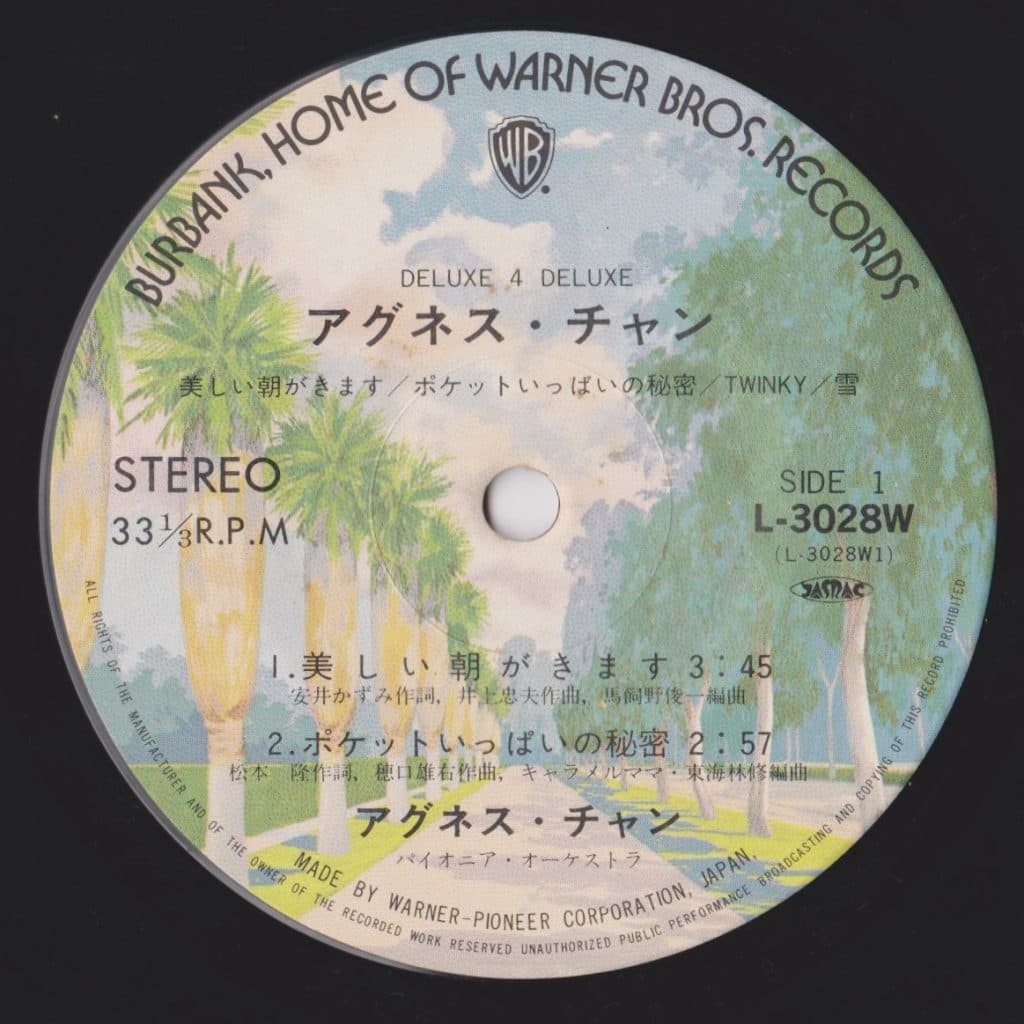 BURBANK, HOME OF WARNER BROS. RECORDS
WB
DELUXE 4 DELUXE
アグネス・チャン
美しい朝がきます/ポケットいっぱいの秘密/TWINKY/雪
STEREO
33⅓R.P.M
SIDE 1
L-3028W
(L-3028W1)
JASRAC
1.美しい朝がきます 3:45
安井かずみ作詞, 井上忠夫作曲, 馬飼野俊一編曲
2.ポケットいっぱいの秘密 2:57
松本 隆作詞, 穂口雄右作曲, キャラメルママ・東海林修編曲
アグネス・チャン
パイオニア・オーケストラ
MADE BY WARNER-PIONEER CORPORATION, JAPAN.
ALL RIGHTS OF THE MANUFACTURER AND OF THE OWNER OF THE RECORDED WORK RESERVED UNAUTHORIZED PUBLIC PERFORMANCE BROADCASTING AND COPYING OF THIS RECORD PROHIBITED